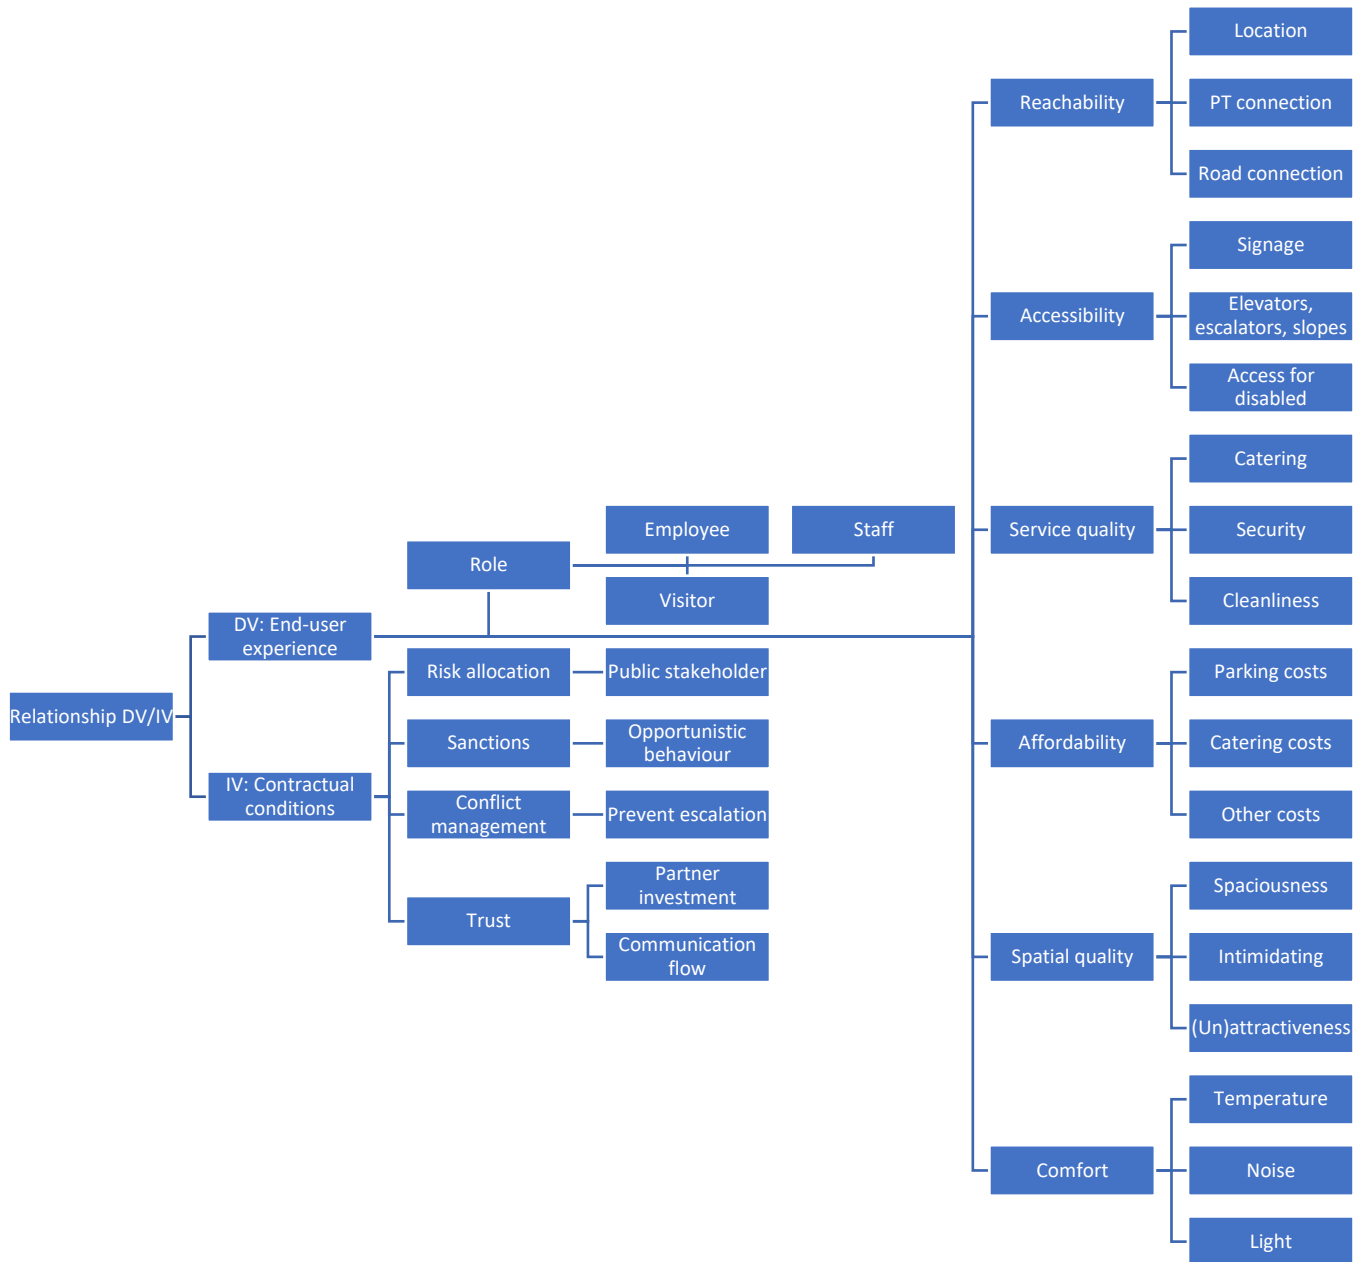 Relationship DV/IV
DV: End-user
experience
IV: Contractual
conditions
Role
Employee
Visitor
Staff
Risk allocation
Public stakeholder
Sanctions
Opportunistic
behaviour
Conflict
management
Prevent escalation
Trust
Partner
investment
Communication
flow
Reachability
Location
PT connection
Road connection
Accessibility
Signage
Elevators,
escalators, slopes
Access for
disabled
Service quality
Catering
Security
Cleanliness
Affordability
Parking costs
Catering costs
Other costs
Spatial quality
Spaciousness
Intimidating
(Un)attractiveness
Comfort
Temperature
Noise
Light